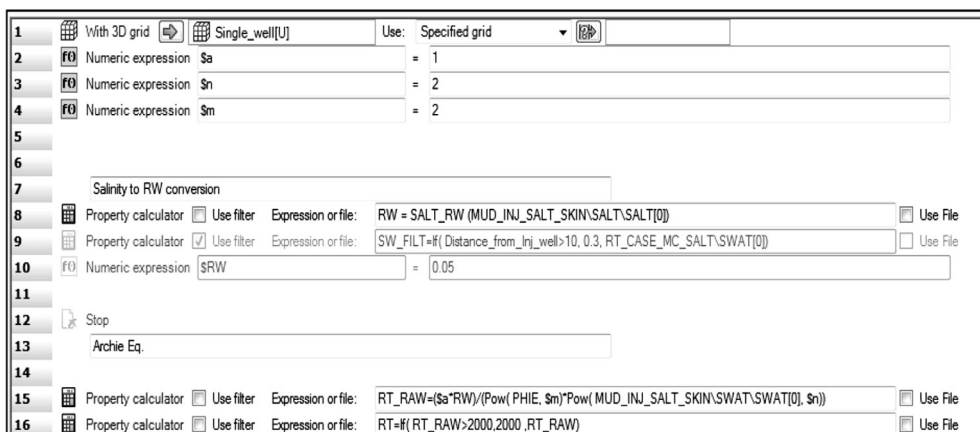 1 With 3D grid Single_well[U] Use: Specified grid
2 f() Numeric expression $a = 1
3 f() Numeric expression $n = 2
4 f() Numeric expression $m = 2
5
6
7 Salinity to RW conversion
8 Property calculator Use filter Expression or file: RW = SALT_RW (MUD_INJ_SALT_SKIN\SALT\SALT[0]) Use File
9 Property calculator Use filter Expression or file: SW_FILT=If( Distance_from_Inj_well>10, 0.3, RT_CASE_MC_SALT\SWAT[0]) Use File
10 f() Numeric expression $RW = 0.05
11
12 Stop
13 Archie Eq.
14
15 Property calculator Use filter Expression or file: RT_RAW=($a*RW)/(Pow( PHIE, $m)*Pow( MUD_INJ_SALT_SKIN\SWAT\SWAT[0], $n)) Use File
16 Property calculator Use filter Expression or file: RT=If( RT_RAW>2000,2000 ,RT_RAW) Use File